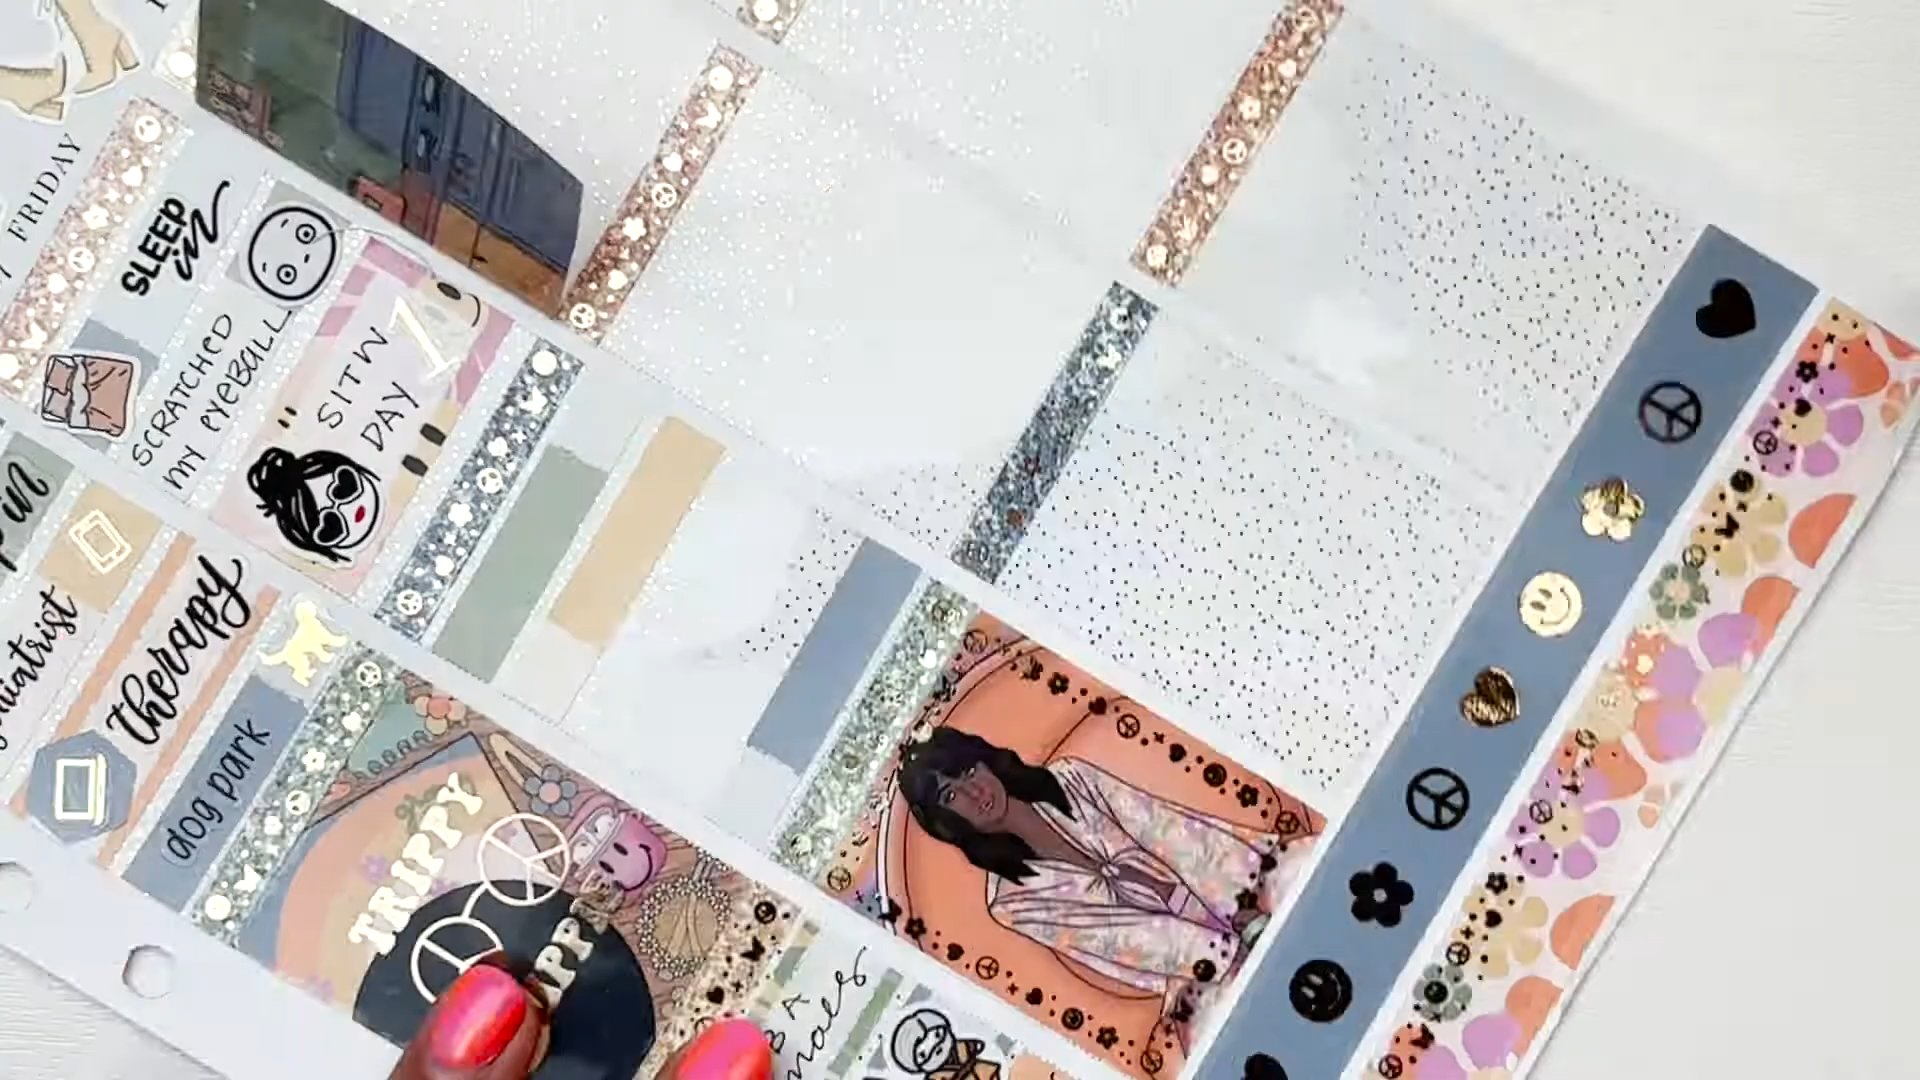 FRIDAY
SLEEP
in
SCRATCHED
MY EYEBALL
SITW
DAY
therapy
dog park
TRIPPY